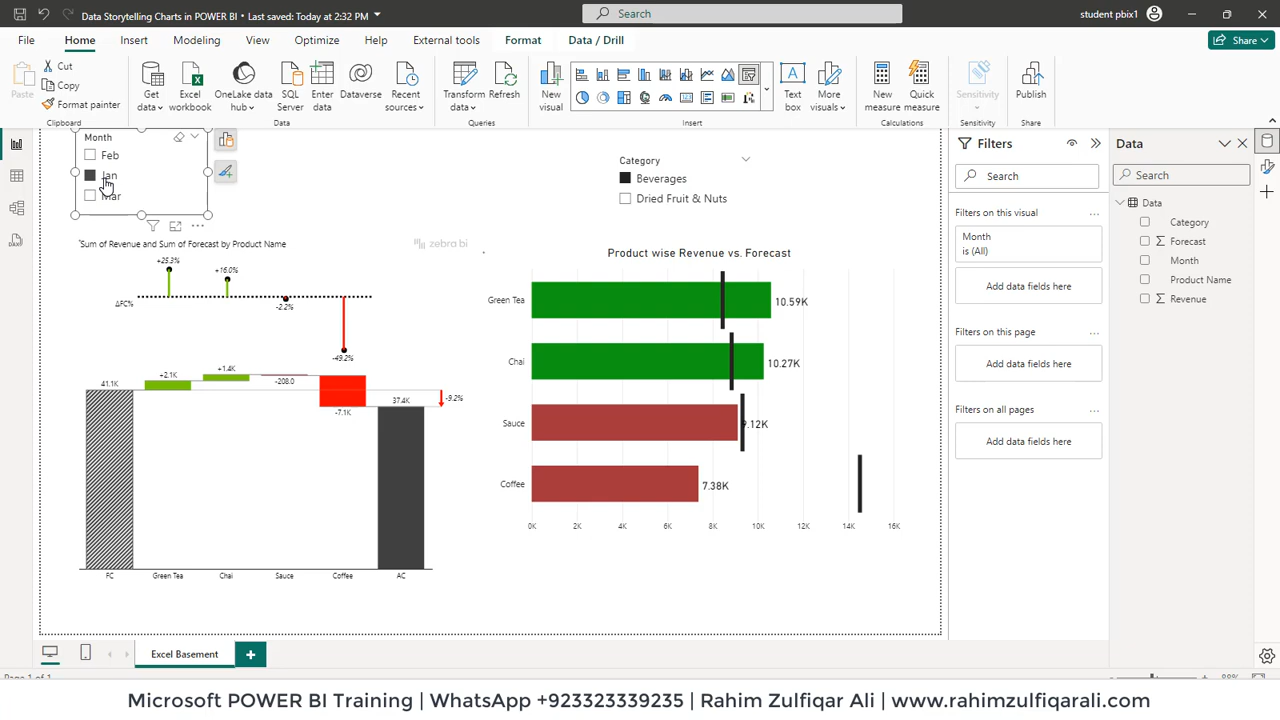 Data Storytelling Charts in POWER BI • Last saved: Today at 2:32 PM
Search
student pbix1
File
Home
Insert
Modeling
View
Optimize
Help
External tools
Format
Data / Drill
Share
Paste
Cut
Copy
Format painter
Get data
Excel workbook
OneLake data hub
SQL Server
Enter data
Dataverse
Recent sources
Transform data
Refresh
New visual
Text box
More visuals
New measure
Quick measure
Sensitivity
Publish
Clipboard
Data
Queries
Insert
Calculations
Sensitivity
Share
Month
Feb
Jan
Mar
Category
Beverages
Dried Fruit & Nuts
Sum of Revenue and Sum of Forecast by Product Name
zebra bi
+25.3%
+16.0%
-2.2%
-49.2%
ΔFC%
41.1K
+2.1K
+1.4K
-208.0
-7.1K
37.4K
-9.2%
FC
Green Tea
Chai
Sauce
Coffee
AC
Product wise Revenue vs. Forecast
Green Tea
10.59K
Chai
10.27K
Sauce
9.12K
Coffee
7.38K
0K
2K
4K
6K
8K
10K
12K
14K
16K
Filters
Search
Filters on this visual
Month
is (All)
Add data fields here
Filters on this page
Add data fields here
Filters on all pages
Add data fields here
Data
Search
Data
Category
Forecast
Month
Product Name
Revenue
Excel Basement
Page 1 of 1
88%
Microsoft POWER BI Training | WhatsApp +923323339235 | Rahim Zulfiqar Ali | www.rahimzulfiqarali.com